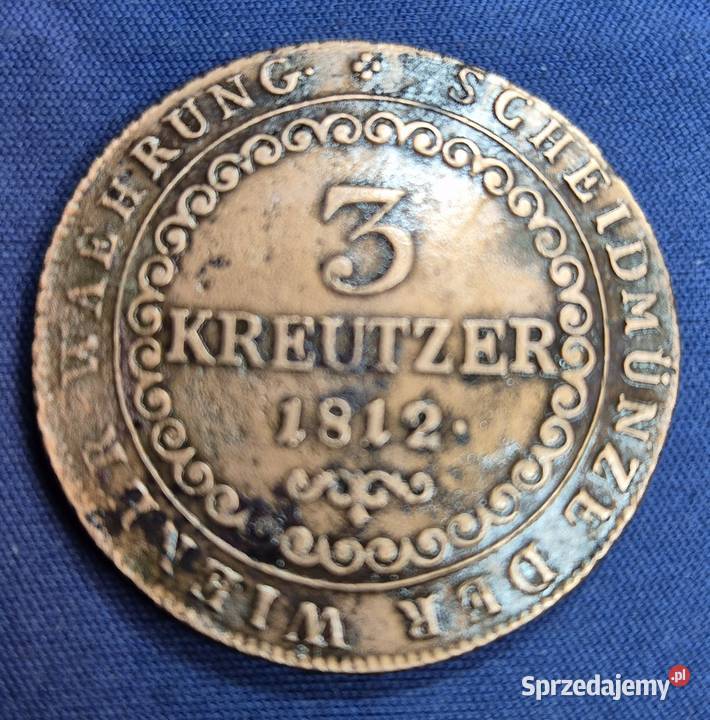 SCHEIDMÜNZE DER WIENER WAEHRUNG.
3
KREUTZER
1812.
Sprzedajemy.pl